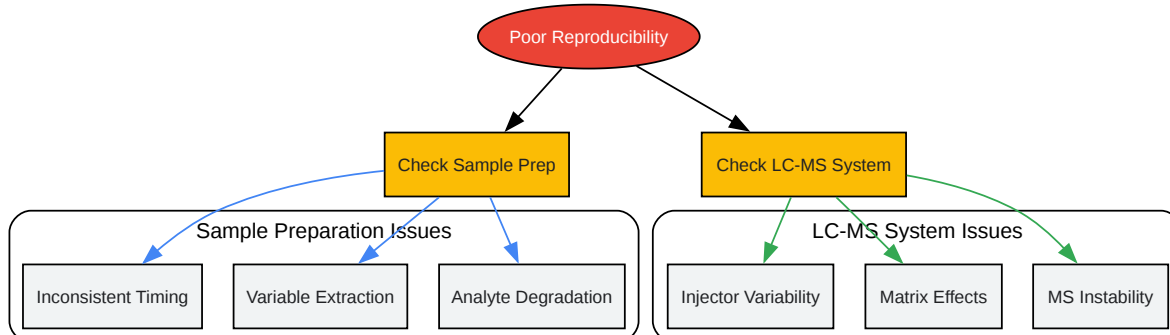 Poor Reproducibility
Check Sample Prep
Check LC-MS System
Sample Preparation Issues
LC-MS System Issues
Inconsistent Timing
Variable Extraction
Analyte Degradation
Injector Variability
Matrix Effects
MS Instability